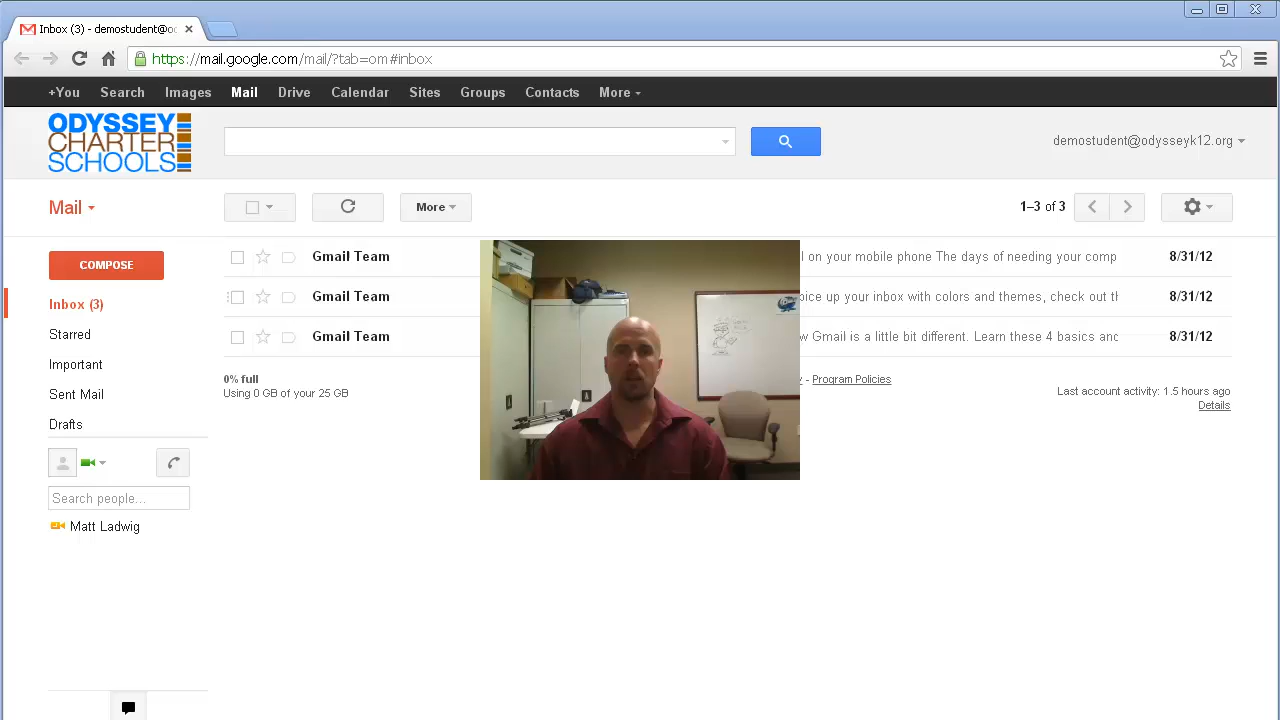 Inbox (3) - demostudent@od
https://mail.google.com/mail/?tab=om#inbox
+You Search Images Mail Drive Calendar Sites Groups Contacts More
ODYSSEY
CHARTER
SCHOOLS
demostudent@odysseyk12.org
Mail
More
1–3 of 3
COMPOSE
Gmail Team l on your mobile phone The days of needing your comp 8/31/12
Inbox (3)
Gmail Team ice up your inbox with colors and themes, check out th 8/31/12
Starred
Gmail Team w Gmail is a little bit different. Learn these 4 basics and 8/31/12
Important
0% full
- Program Policies
Using 0 GB of your 25 GB
Last account activity: 1.5 hours ago
Details
Sent Mail
Drafts
Search people...
Matt Ladwig